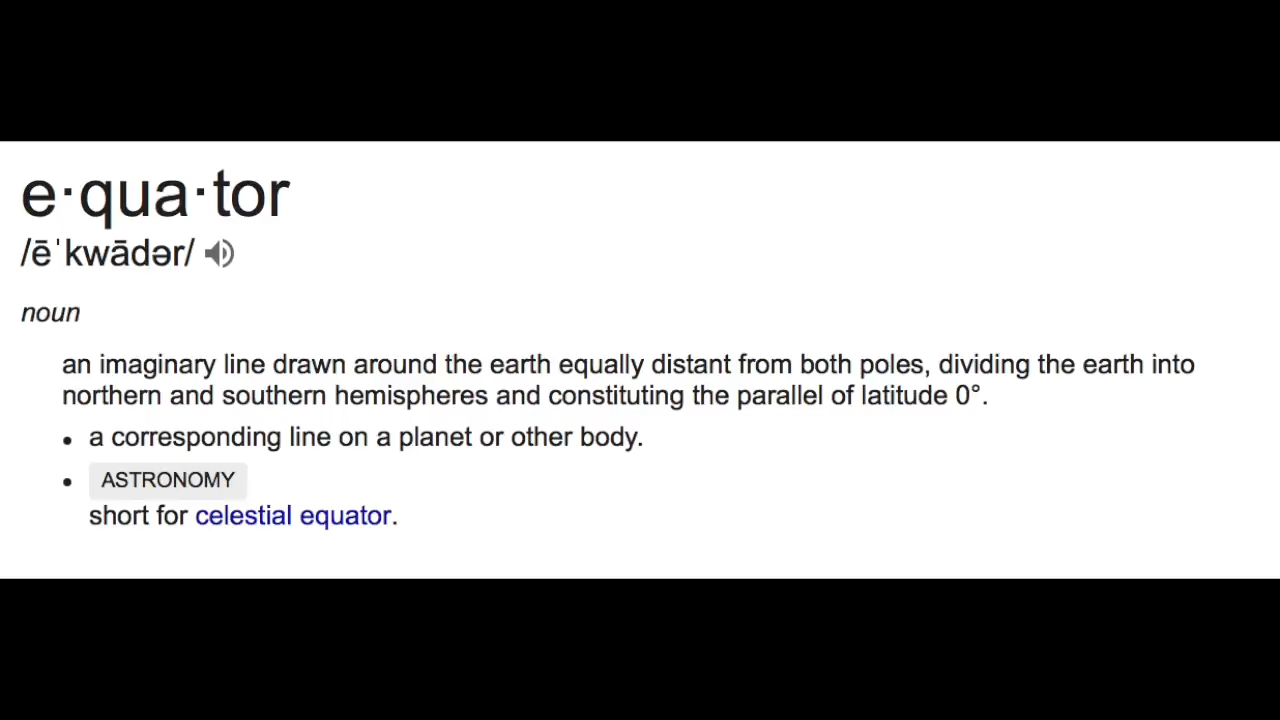 e·qua·tor
/ēˈkwādər/
noun
an imaginary line drawn around the earth equally distant from both poles, dividing the earth into
northern and southern hemispheres and constituting the parallel of latitude 0°.
• a corresponding line on a planet or other body.
• ASTRONOMY
short for celestial equator.